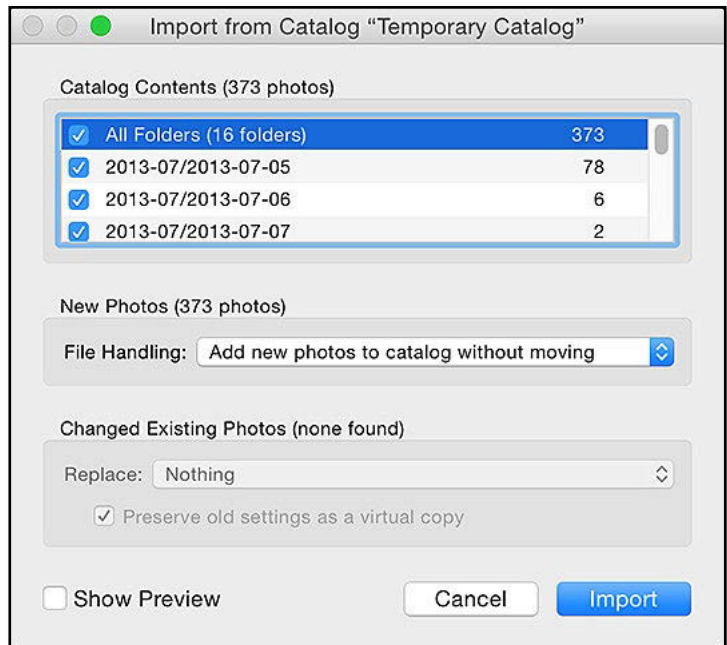 Import from Catalog “Temporary Catalog”
Catalog Contents (373 photos)
All Folders (16 folders) 373
2013-07/2013-07-05 78
2013-07/2013-07-06 6
2013-07/2013-07-07 2
New Photos (373 photos)
File Handling: Add new photos to catalog without moving
Changed Existing Photos (none found)
Replace: Nothing
Preserve old settings as a virtual copy
Show Preview Cancel Import